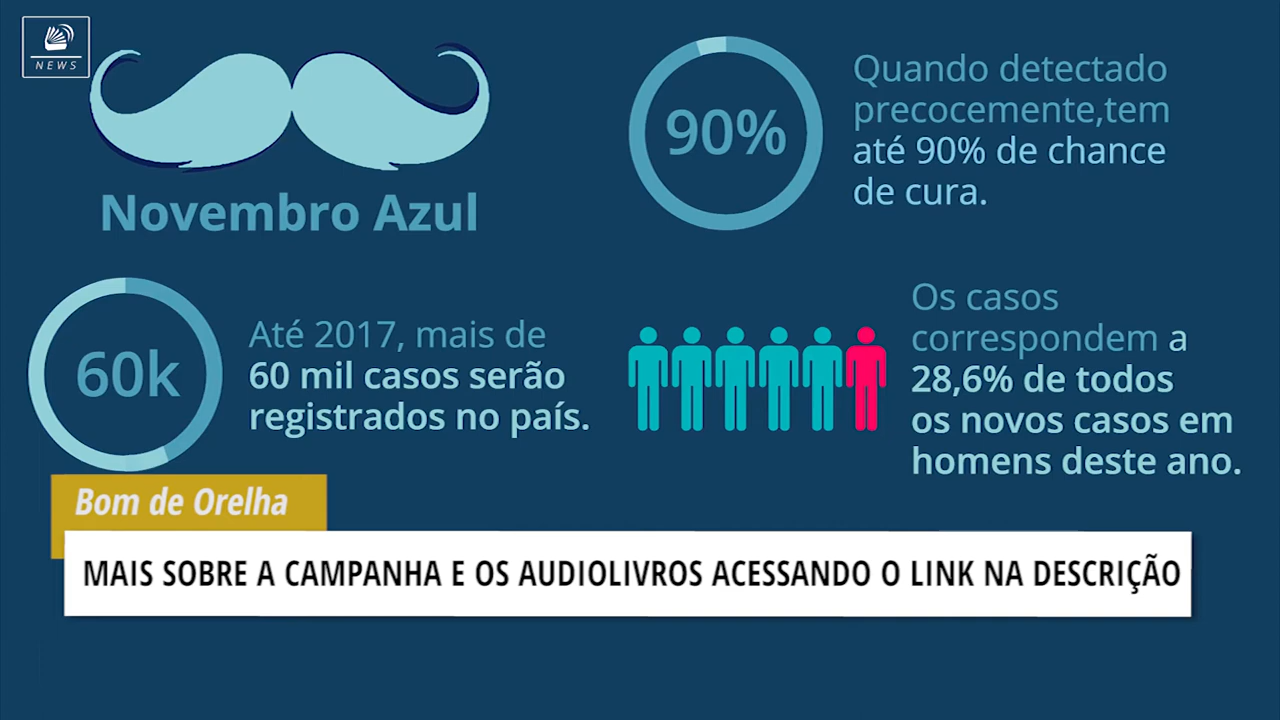 NEWS
Novembro Azul
90%
Quando detectado
precocemente,tem
até 90% de chance
de cura.
60k
Até 2017, mais de
60 mil casos serão
registrados no país.
Os casos
correspondem a
28,6% de todos
os novos casos em
homens deste ano.
Bom de Orelha
MAIS SOBRE A CAMPANHA E OS AUDIOLIVROS ACESSANDO O LINK NA DESCRIÇÃO